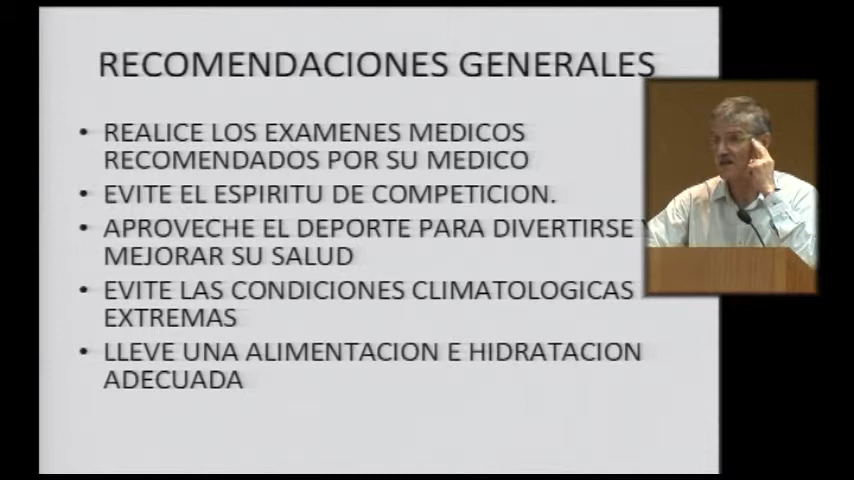 RECOMENDACIONES GENERALES
• REALICE LOS EXAMENES MEDICOS
RECOMENDADOS POR SU MEDICO
• EVITE EL ESPIRITU DE COMPETICION.
• APROVECHE EL DEPORTE PARA DIVERTIRSE Y
MEJORAR SU SALUD
• EVITE LAS CONDICIONES CLIMATOLOGICAS
EXTREMAS
• LLEVE UNA ALIMENTACION E HIDRATACION
ADECUADA